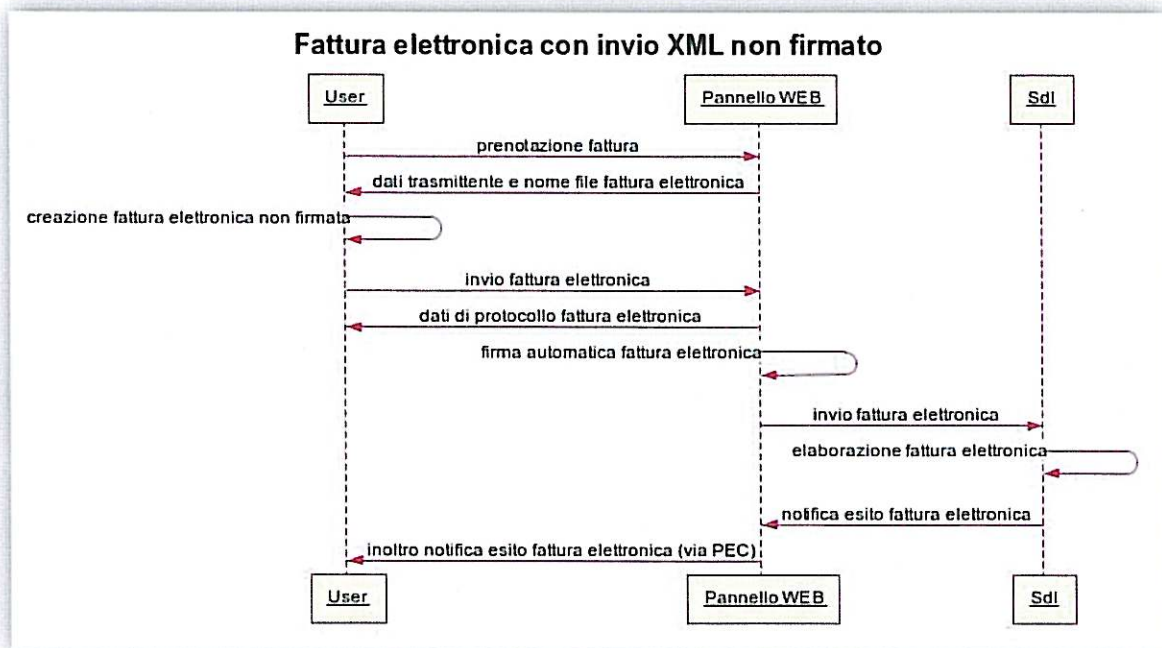 Fattura elettronica con invio XML non firmato
User
Pannello WEB
SdI
prenotazione fattura
dati trasmittente e nome file fattura elettronica
creazione fattura elettronica non firmata
invio fattura elettronica
dati di protocollo fattura elettronica
firma automatica fattura elettronica
invio fattura elettronica
elaborazione fattura elettronica
notifica esito fattura elettronica
inoltro notifica esito fattura elettronica (via PEC)
User
Pannello WEB
SdI